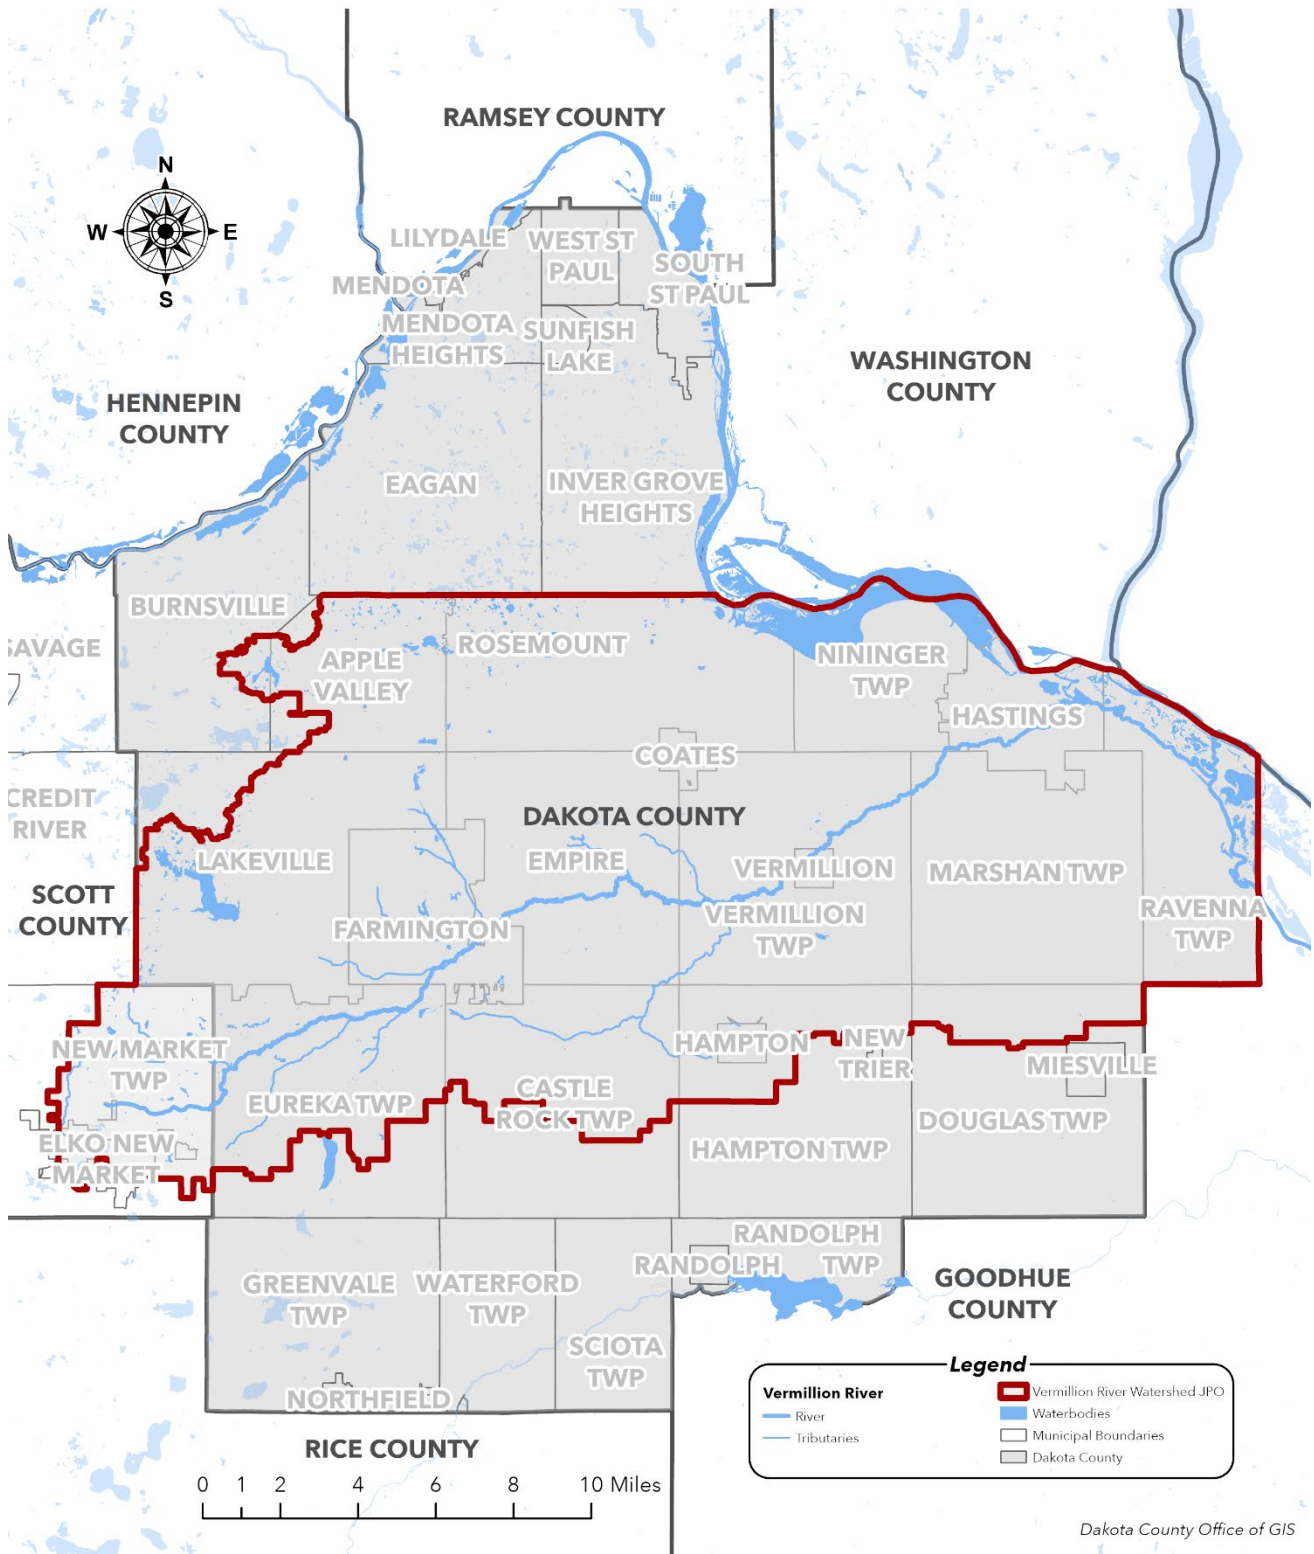 RAMSEY COUNTY
N
W
E
S
LILYDALE
WEST ST
PAUL
SOUTH
ST PAUL
MENDOTA
MENDOTA
HEIGHTS
SUNFISH
LAKE
WASHINGTON
COUNTY
HENNEPIN
COUNTY
EAGAN
INVER GROVE
HEIGHTS
BURNSVILLE
SAVAGE
APPLE
VALLEY
ROSEMOUNT
NININGER
TWP
HASTINGS
COATES
CREDIT
RIVER
DAKOTA COUNTY
LAKEVILLE
EMPIRE
VERMILLION
MARSHAN TWP
SCOTT
COUNTY
FARMINGTON
VERMILLION
TWP
RAVENNA
TWP
NEW MARKET
TWP
HAMPTON
NEW
TRIER
MIESVILLE
EUREKA TWP
CASTLE
ROCK TWP
DOUGLAS TWP
ELKO NEW
MARKET
HAMPTON TWP
RANDOLPH
TWP
RANDOLPH
GREENVALE
TWP
WATERFORD
TWP
GOODHUE
COUNTY
SCIOTA
TWP
NORTHFIELD
RICE COUNTY
0 1 2 4 6 8 10 Miles
Legend
Vermillion River
River
Tributaries
Vermillion River Watershed JPO
Waterbodies
Municipal Boundaries
Dakota County
Dakota County Office of GIS